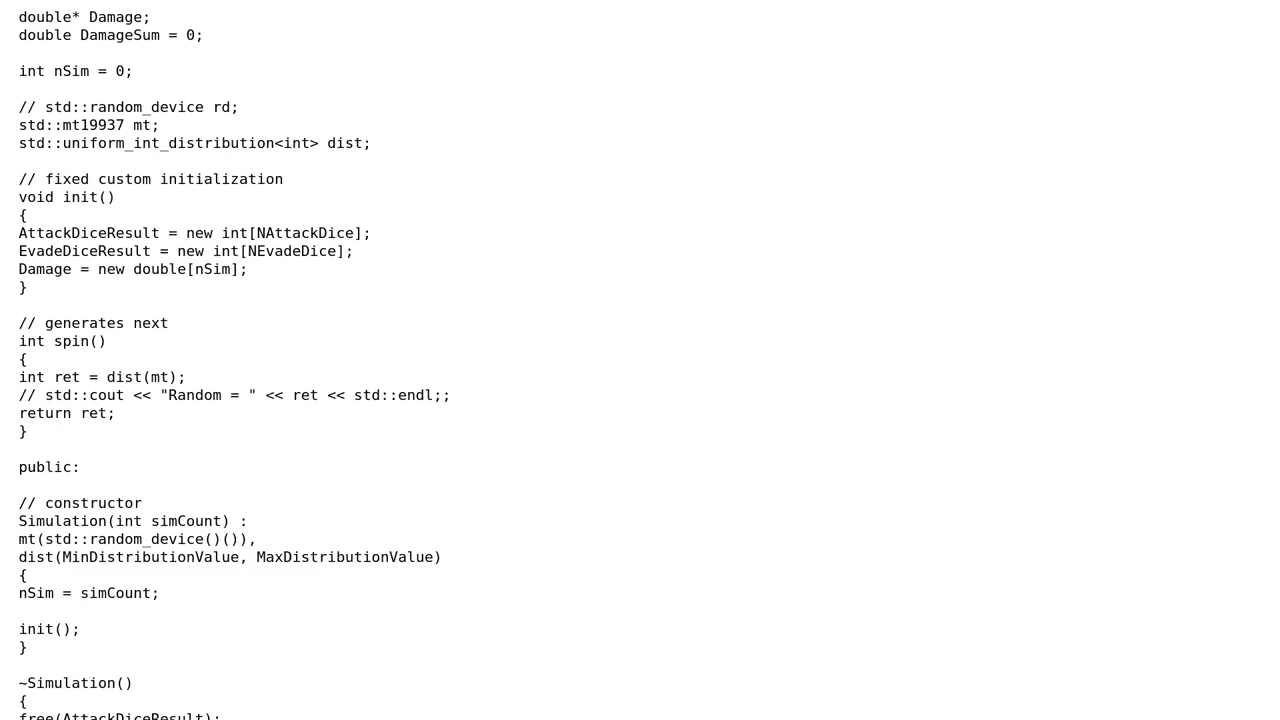 double* Damage;
double DamageSum = 0;
int nSim = 0;
// std::random_device rd;
std::mt19937 mt;
std::uniform_int_distribution<int> dist;
// fixed custom initialization
void init()
{
AttackDiceResult = new int[NAttackDice];
EvadeDiceResult = new int[NEvadeDice];
Damage = new double[nSim];
}
// generates next
int spin()
{
int ret = dist(mt);
// std::cout << "Random = " << ret << std::endl;;
return ret;
}
public:
// constructor
Simulation(int simCount) :
mt(std::random_device()()),
dist(MinDistributionValue, MaxDistributionValue)
{
nSim = simCount;
init();
}
~Simulation()
{
free(AttackDiceResult);